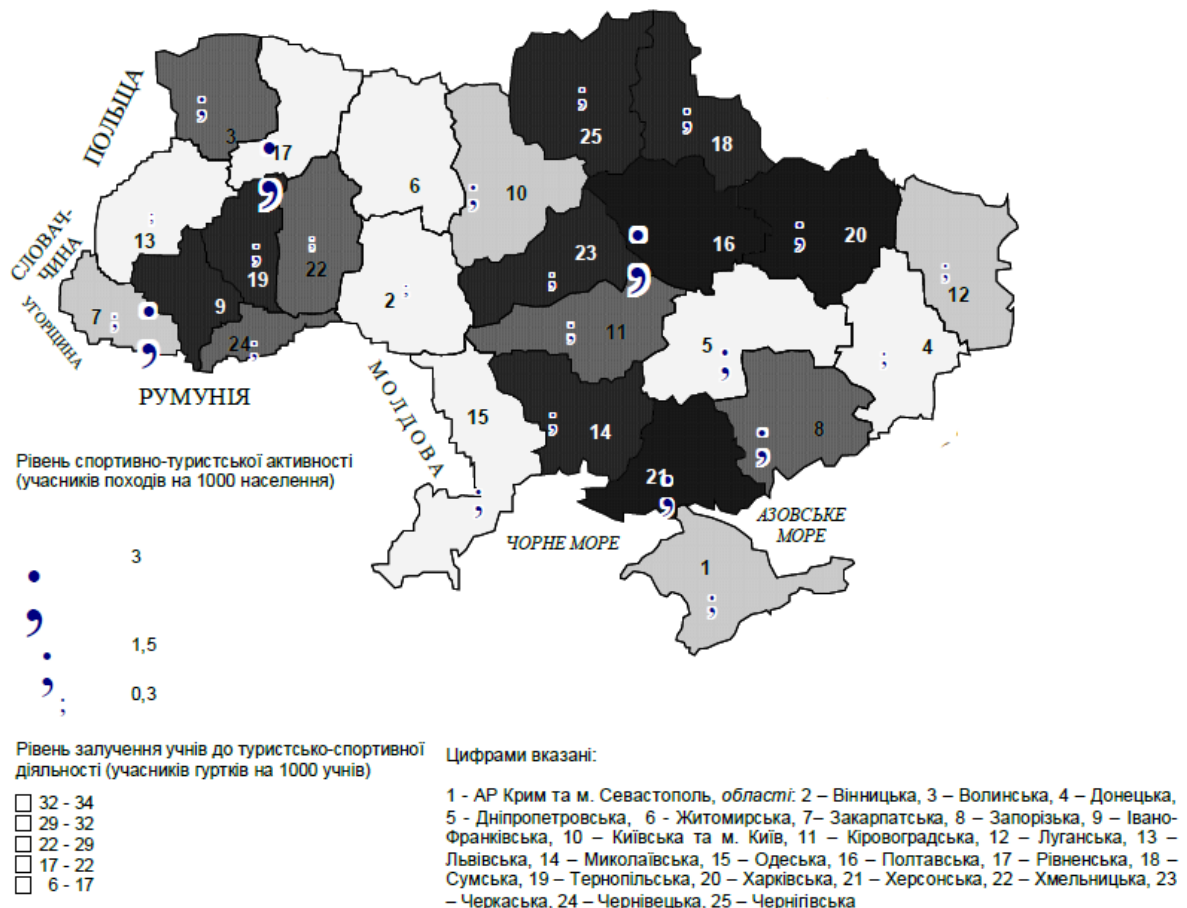 ПОЛЬЩА
СЛОВАЧ-
ЧИНА
УГОРЩИНА
РУМУНІЯ
МОЛДОВА
ЧОРНЕ МОРЕ
АЗОВСЬКЕ
МОРЕ
3
17
6
10
25
18
13
19
22
2
23
16
20
12
7
9
24
11
5
4
15
14
21
8
1
Рівень спортивно-туристської активності
(учасників походів на 1000 населення)
3
1,5
0,3
Рівень залучення учнів до туристсько-спортивної
діяльності (учасників гуртків на 1000 учнів)
32 - 34
29 - 32
22 - 29
17 - 22
6 - 17
Цифрами вказані:
1 - АР Крим та м. Севастополь, області: 2 – Вінницька, 3 – Волинська, 4 – Донецька,
5 - Дніпропетровська, 6 - Житомирська, 7– Закарпатська, 8 – Запорізька, 9 – Івано-
Франківська, 10 – Київська та м. Київ, 11 – Кіровоградська, 12 – Луганська, 13 –
Львівська, 14 – Миколаївська, 15 – Одеська, 16 – Полтавська, 17 – Рівненська, 18 –
Сумська, 19 – Тернопільська, 20 – Харківська, 21 – Херсонська, 22 – Хмельницька, 23
– Черкаська, 24 – Чернівецька, 25 – Чернігівська